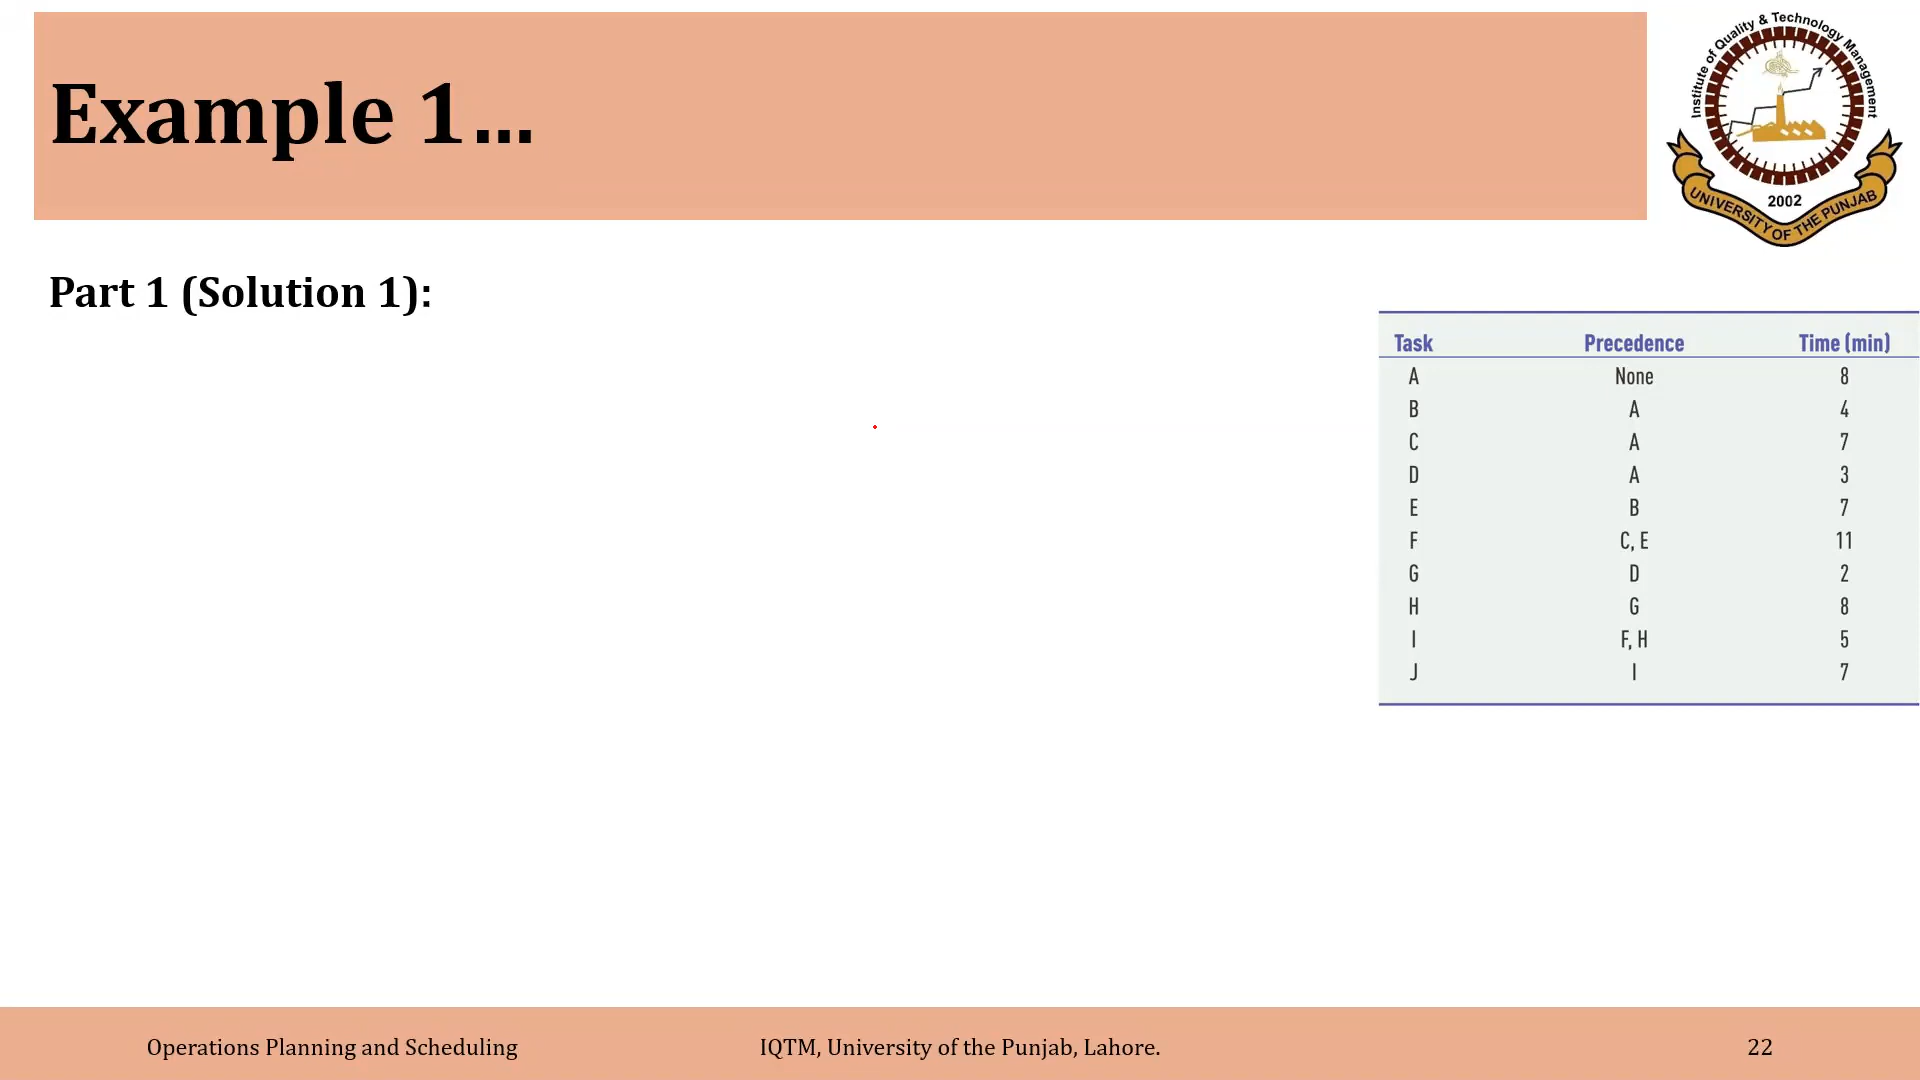 Example 1...
Institute of Quality & Technology Management
2002
UNIVERSITY OF THE PUNJAB
Part 1 (Solution 1):
Task Precedence Time (min)
A None 8
B A 4
C A 7
D A 3
E B 7
F C, E 11
G D 2
H G 8
I F, H 5
J I 7
Operations Planning and Scheduling IQTM, University of the Punjab, Lahore. 22